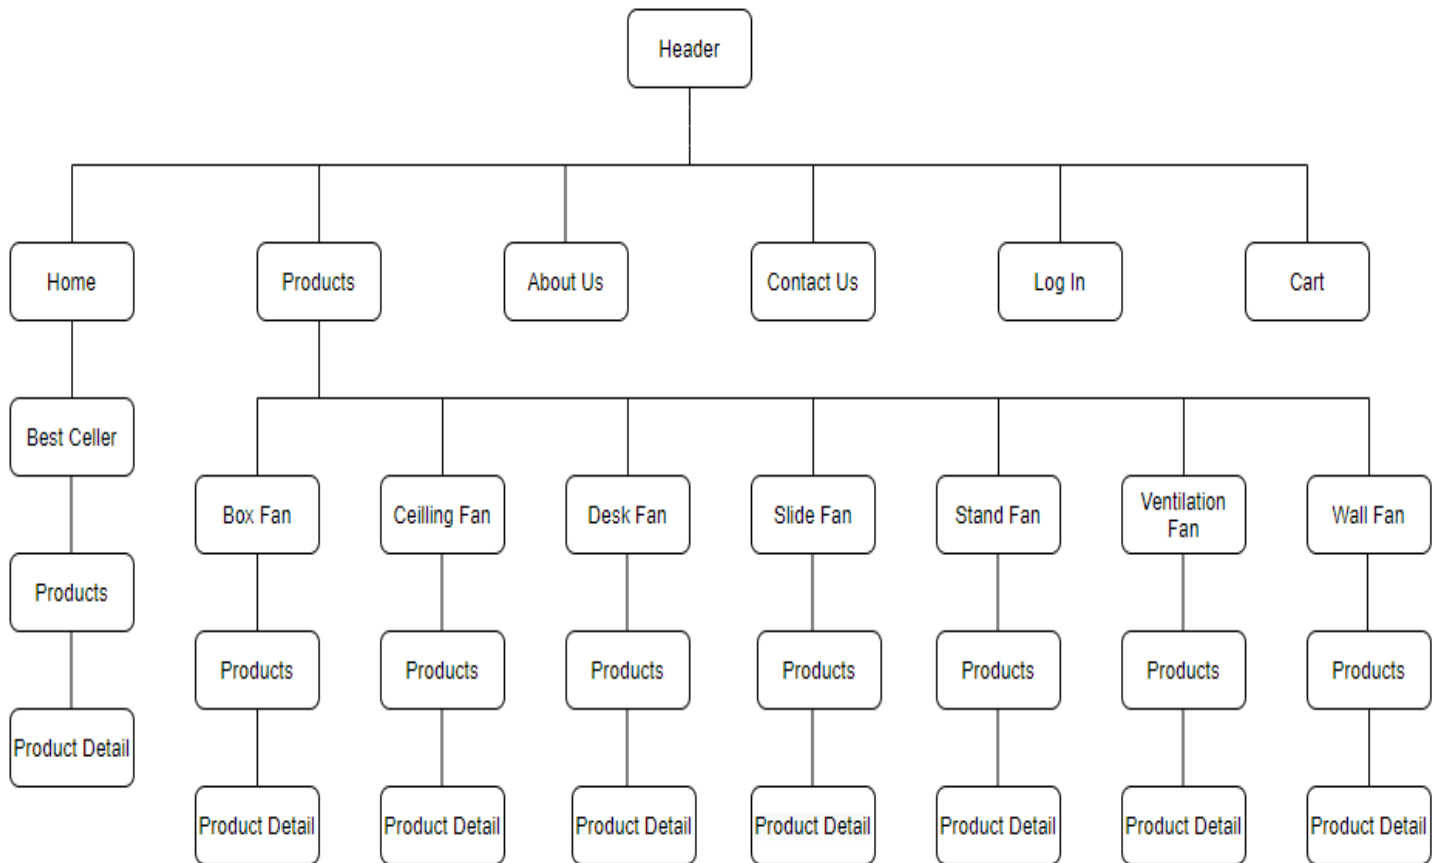 Header
Home
Products
About Us
Contact Us
Log In
Cart
Best Celler
Box Fan
Ceilling Fan
Desk Fan
Slide Fan
Stand Fan
Ventilation
Fan
Wall Fan
Products
Products
Products
Products
Products
Products
Products
Products
Product Detail
Product Detail
Product Detail
Product Detail
Product Detail
Product Detail
Product Detail
Product Detail